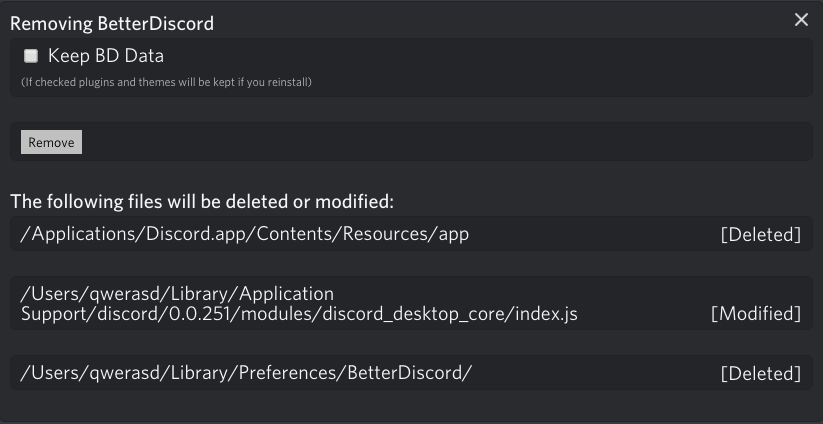 Removing BetterDiscord
Keep BD Data
(If checked plugins and themes will be kept if you reinstall)
Remove
The following files will be deleted or modified:
/Applications/Discord.app/Contents/Resources/app [Deleted]
/Users/qwerasd/Library/Application
Support/discord/0.0.251/modules/discord_desktop_core/index.js [Modified]
/Users/qwerasd/Library/Preferences/BetterDiscord/ [Deleted]